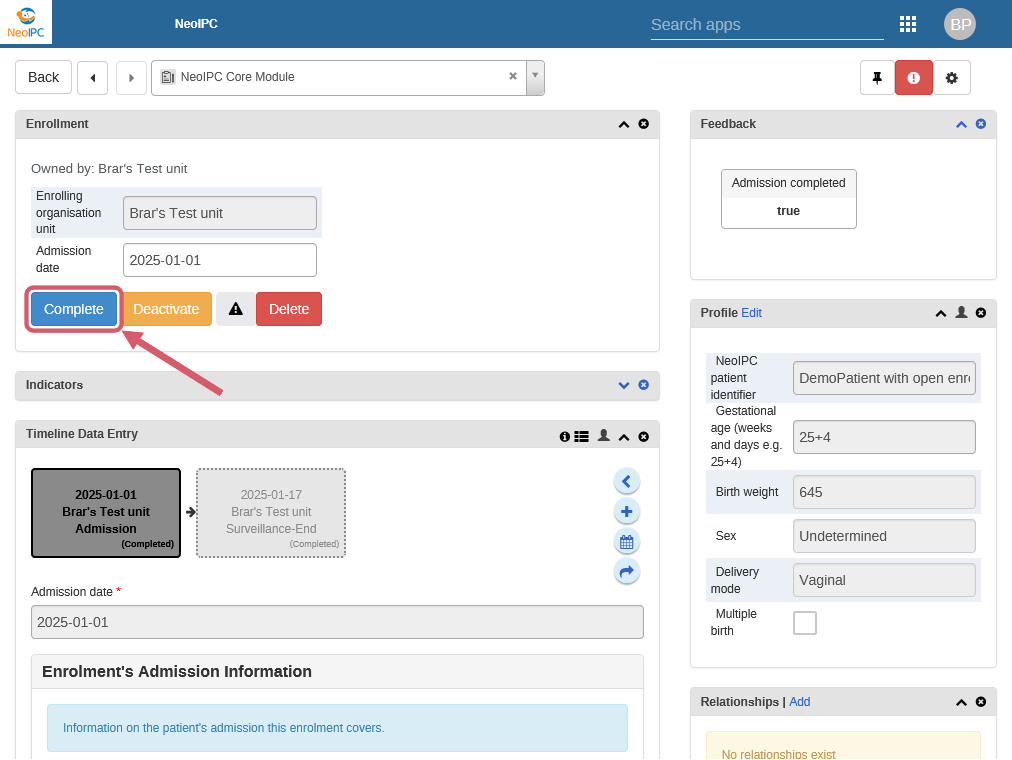 NeoIPC
NeoIPC
Search apps
BP
Back
NeoIPC Core Module
Enrollment
Owned by: Brar's Test unit
Enrolling
organisation
unit
Brar's Test unit
Admission
date
2025-01-01
Complete
Deactivate
Delete
Indicators
Timeline Data Entry
2025-01-01
Brar's Test unit
Admission
(Completed)
2025-01-17
Brar's Test unit
Surveillance-End
(Completed)
Admission date *
2025-01-01
Enrolment's Admission Information
Information on the patient's admission this enrolment covers.
Feedback
Admission completed
true
Profile Edit
NeoIPC
patient
identifier
DemoPatient with open enr
Gestational
age (weeks
and days e.g.
25+4)
25+4
Birth weight
645
Sex
Undetermined
Delivery
mode
Vaginal
Multiple
birth
Relationships | Add
No relationships exist